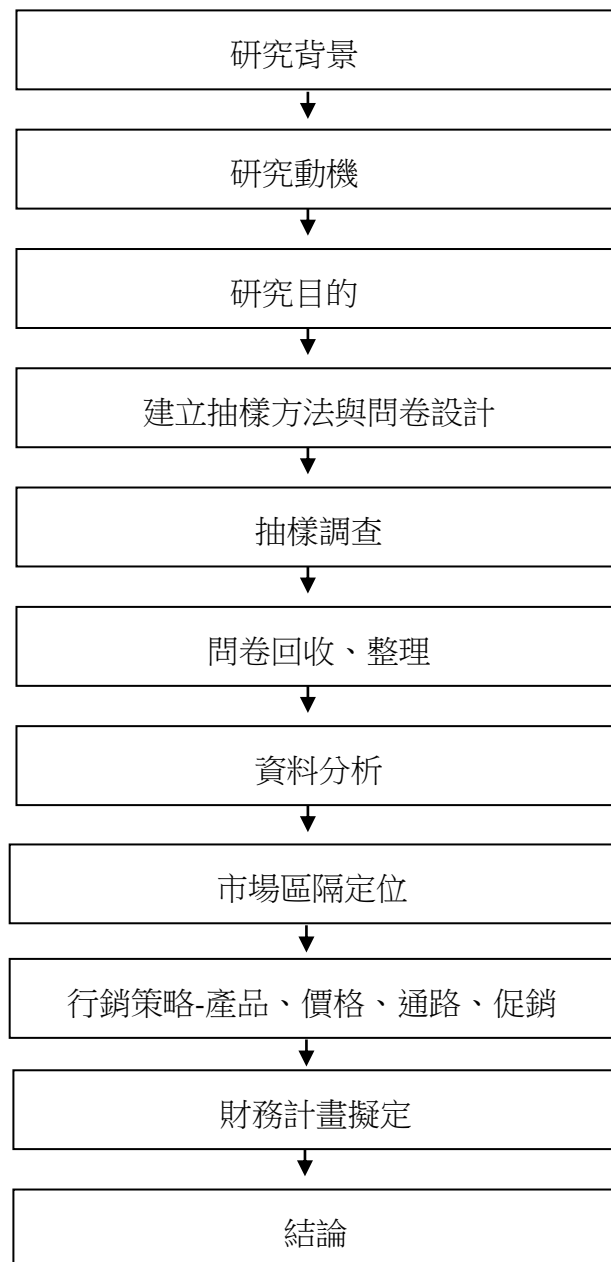 研究背景
研究動機
研究目的
建立抽樣方法與問卷設計
抽樣調查
問卷回收、整理
資料分析
市場區隔定位
行銷策略-產品、價格、通路、促銷
財務計畫擬定
結論